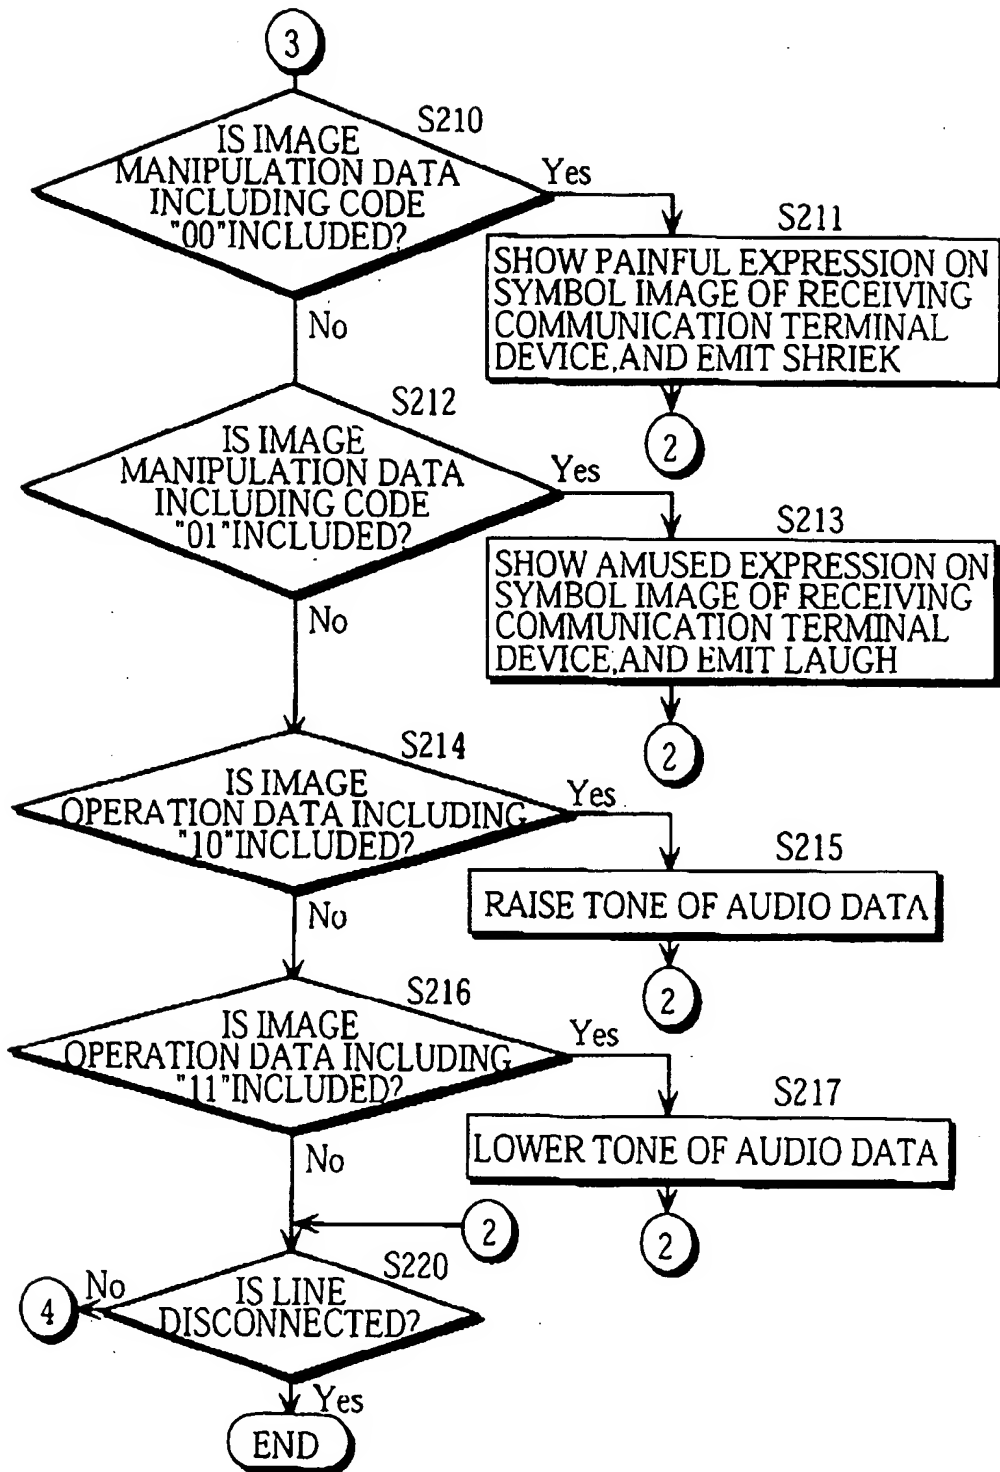 3
S210
IS IMAGE
MANIPULATION DATA
INCLUDING CODE
"00"INCLUDED?
Yes
No
S211
SHOW PAINFUL EXPRESSION ON
SYMBOL IMAGE OF RECEIVING
COMMUNICATION TERMINAL
DEVICE,AND EMIT SHRIEK
2
S212
IS IMAGE
MANIPULATION DATA
INCLUDING CODE
"01"INCLUDED?
Yes
No
S213
SHOW AMUSED EXPRESSION ON
SYMBOL IMAGE OF RECEIVING
COMMUNICATION TERMINAL
DEVICE,AND EMIT LAUGH
2
S214
IS IMAGE
OPERATION DATA INCLUDING
"10"INCLUDED?
Yes
No
S215
RAISE TONE OF AUDIO DATA
2
S216
IS IMAGE
OPERATION DATA INCLUDING
"11"INCLUDED?
Yes
No
S217
LOWER TONE OF AUDIO DATA
2
2
S220
IS LINE
DISCONNECTED?
No
4
Yes
END